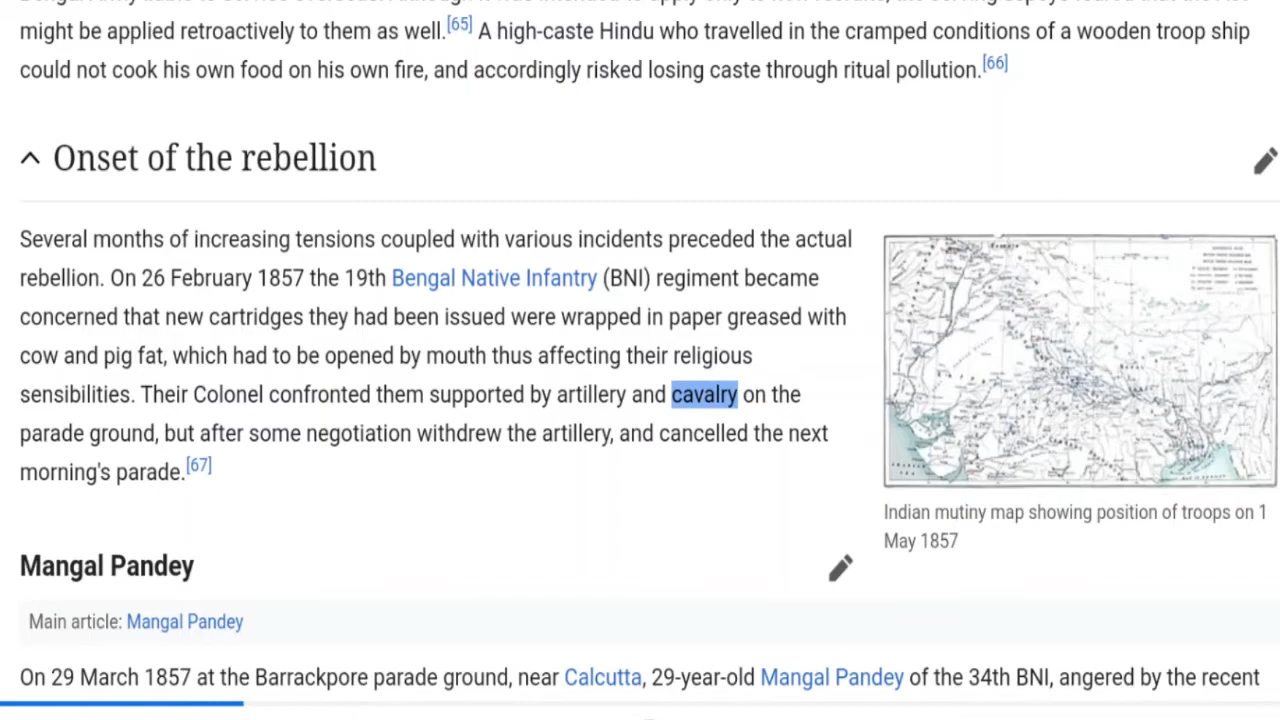 might be applied retroactively to them as well.[65] A high-caste Hindu who travelled in the cramped conditions of a wooden troop ship
could not cook his own food on his own fire, and accordingly risked losing caste through ritual pollution.[66]
Onset of the rebellion
Several months of increasing tensions coupled with various incidents preceded the actual
rebellion. On 26 February 1857 the 19th Bengal Native Infantry (BNI) regiment became
concerned that new cartridges they had been issued were wrapped in paper greased with
cow and pig fat, which had to be opened by mouth thus affecting their religious
sensibilities. Their Colonel confronted them supported by artillery and cavalry on the
parade ground, but after some negotiation withdrew the artillery, and cancelled the next
morning's parade.[67]
Indian mutiny map showing position of troops on 1
May 1857
Mangal Pandey
Main article: Mangal Pandey
On 29 March 1857 at the Barrackpore parade ground, near Calcutta, 29-year-old Mangal Pandey of the 34th BNI, angered by the recent